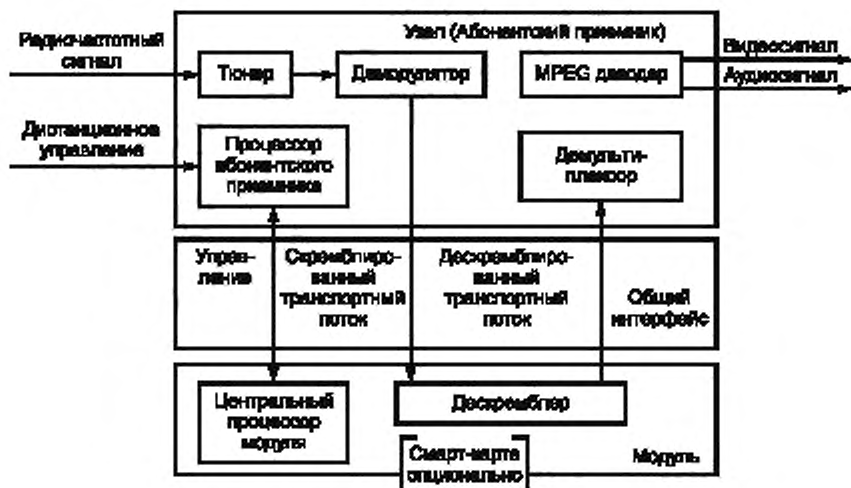 Радиочастотный
сигнал
Узел (Абонентский приемник)
Видеосигнал
Аудиосигнал
Тюнер
Демодулятор
MPEG декодер
Дистанционное
управление
Процессор
абонентского
приемника
Демульти-
плексор
Управ-
ление
Скремблиро-
ванный
транспортный
поток
Дескремблиро-
ванный
транспортный
поток
Общий
интерфейс
Центральный
процессор
модуля
Дескремблер
Смарт-карта
опционально
Модуль